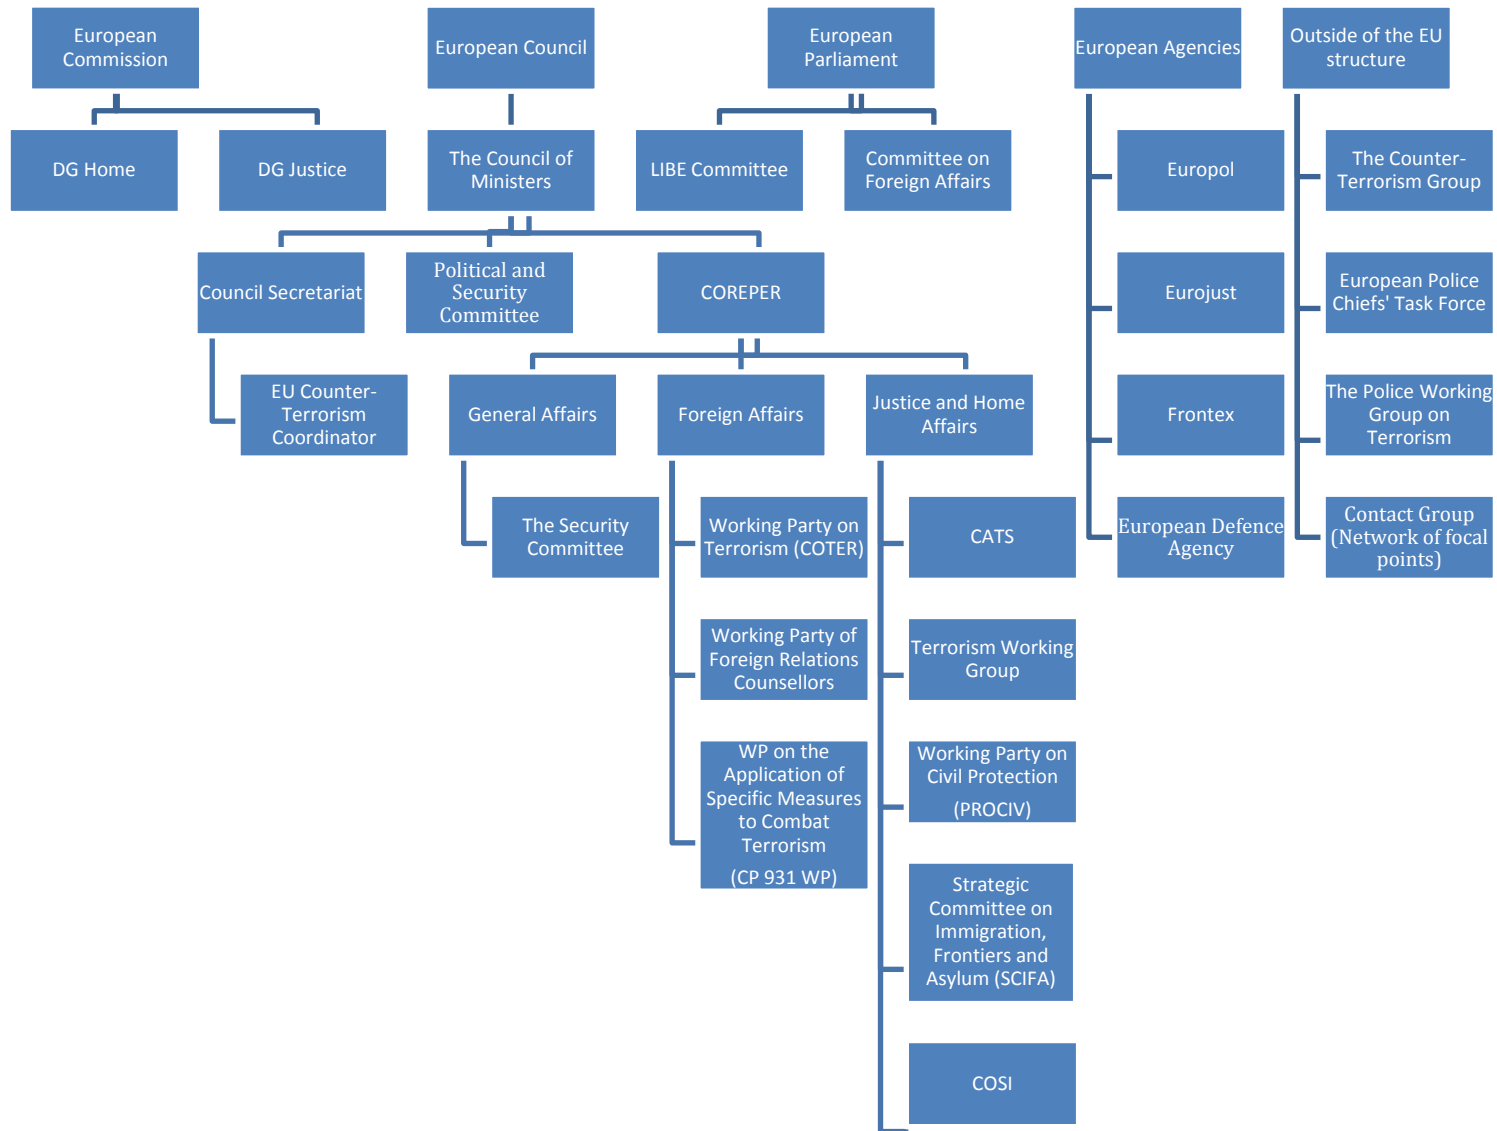 European
Commission
European Council
European
Parliament
European Agencies
Outside of the EU
structure
DG Home
DG Justice
The Council of
Ministers
LIBE Committee
Committee on
Foreign Affairs
Europol
The Counter-
Terrorism Group
Council Secretariat
Political and
Security
Committee
COREPER
Eurojust
European Police
Chiefs' Task Force
EU Counter-
Terrorism
Coordinator
General Affairs
Foreign Affairs
Justice and Home
Affairs
Frontex
The Police Working
Group on
Terrorism
The Security
Committee
Working Party on
Terrorism (COTER)
CATS
European Defence
Agency
Contact Group
(Network of focal
points)
Working Party of
Foreign Relations
Counsellors
Terrorism Working
Group
WP on the
Application of
Specific Measures
to Combat
Terrorism
(CP 931 WP)
Working Party on
Civil Protection
(PROCIV)
Strategic
Committee on
Immigration,
Frontiers and
Asylum (SCIFA)
COSI